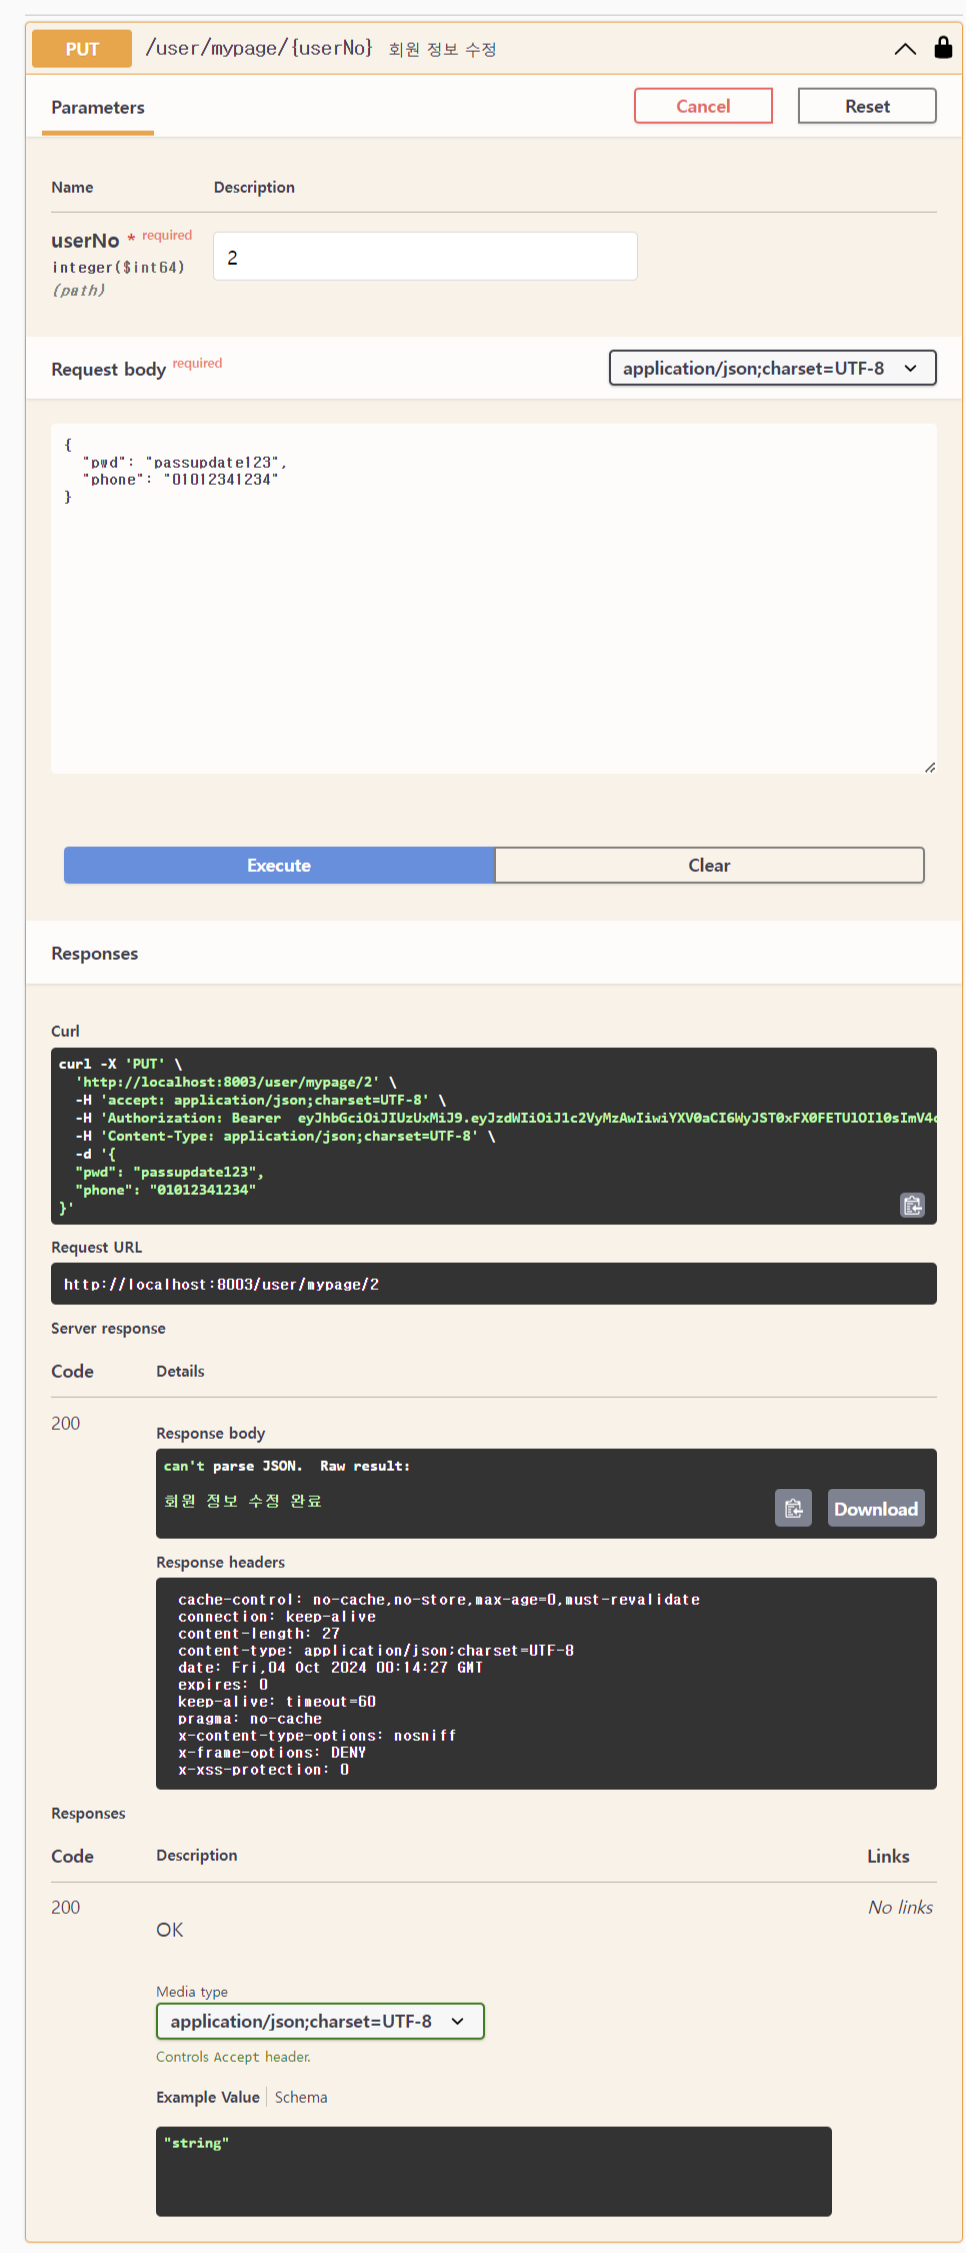 PUT /user/mypage/{userNo} 회원 정보 수정
Parameters Cancel Reset
Name Description
userNo * required 2
integer($int64)
(path)
Request body required application/json;charset=UTF-8
{
"pwd": "passupdate123",
"phone": "01012341234"
}
Execute Clear
Responses
Curl
curl -X 'PUT' \
'http://localhost:8003/user/mypage/2' \
-H 'accept: application/json;charset=UTF-8' \
-H 'Authorization: Bearer
-H 'Content-Type: application/json;charset=UTF-8' \
-d '{
"pwd": "passupdate123",
"phone": "01012341234"
}'
Request URL
http://localhost:8003/user/mypage/2
Server response
Code Details
200
Response body
can't parse JSON. Raw result:
회원 정보 수정 완료
Download
Response headers
cache-control: no-cache,no-store,max-age=0,must-revalidate
connection: keep-alive
content-length: 27
content-type: application/json;charset=UTF-8
date: Fri,04 Oct 2024 00:14:27 GMT
expires: 0
keep-alive: timeout=60
pragma: no-cache
x-content-type-options: nosniff
x-frame-options: DENY
x-xss-protection: 0
Responses
Code Description Links
200 No links
OK
Media type
application/json;charset=UTF-8
Controls Accept header.
Example Value Schema
"string"